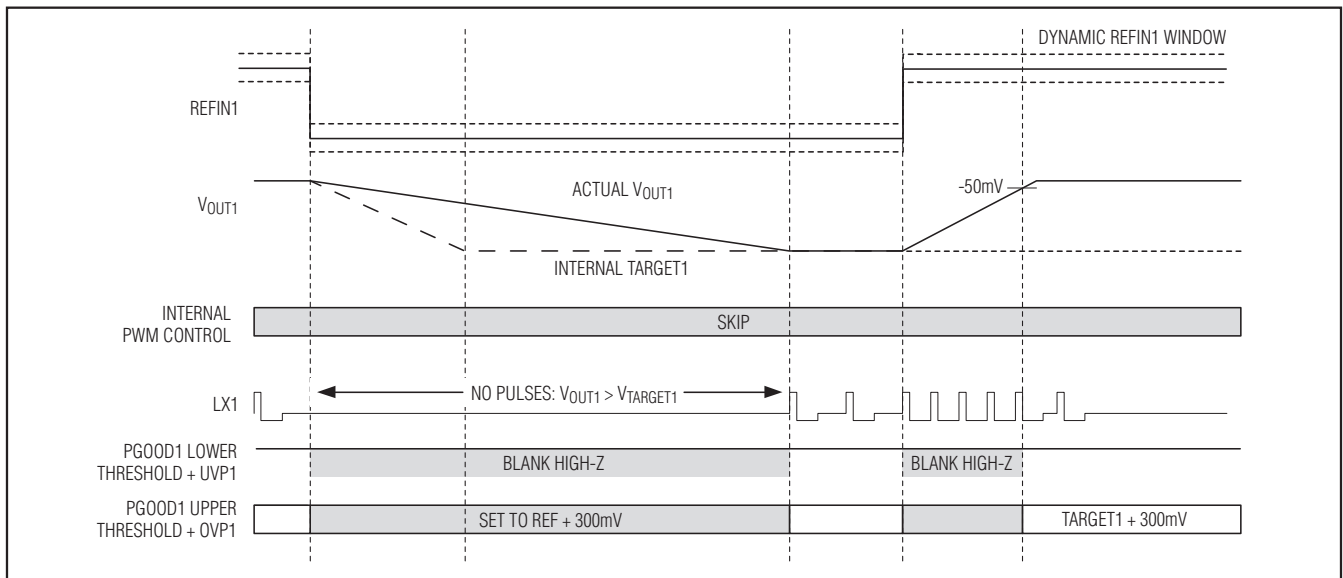 DYNAMIC REFIN1 WINDOW
REFIN1
ACTUAL VOUT1
-50mV
VOUT1
INTERNAL TARGET1
INTERNAL
PWM CONTROL
SKIP
NO PULSES: VOUT1 > VTARGET1
LX1
PGOOD1 LOWER
THRESHOLD + UVP1
BLANK HIGH-Z
BLANK HIGH-Z
PGOOD1 UPPER
THRESHOLD + OVP1
SET TO REF + 300mV
TARGET1 + 300mV